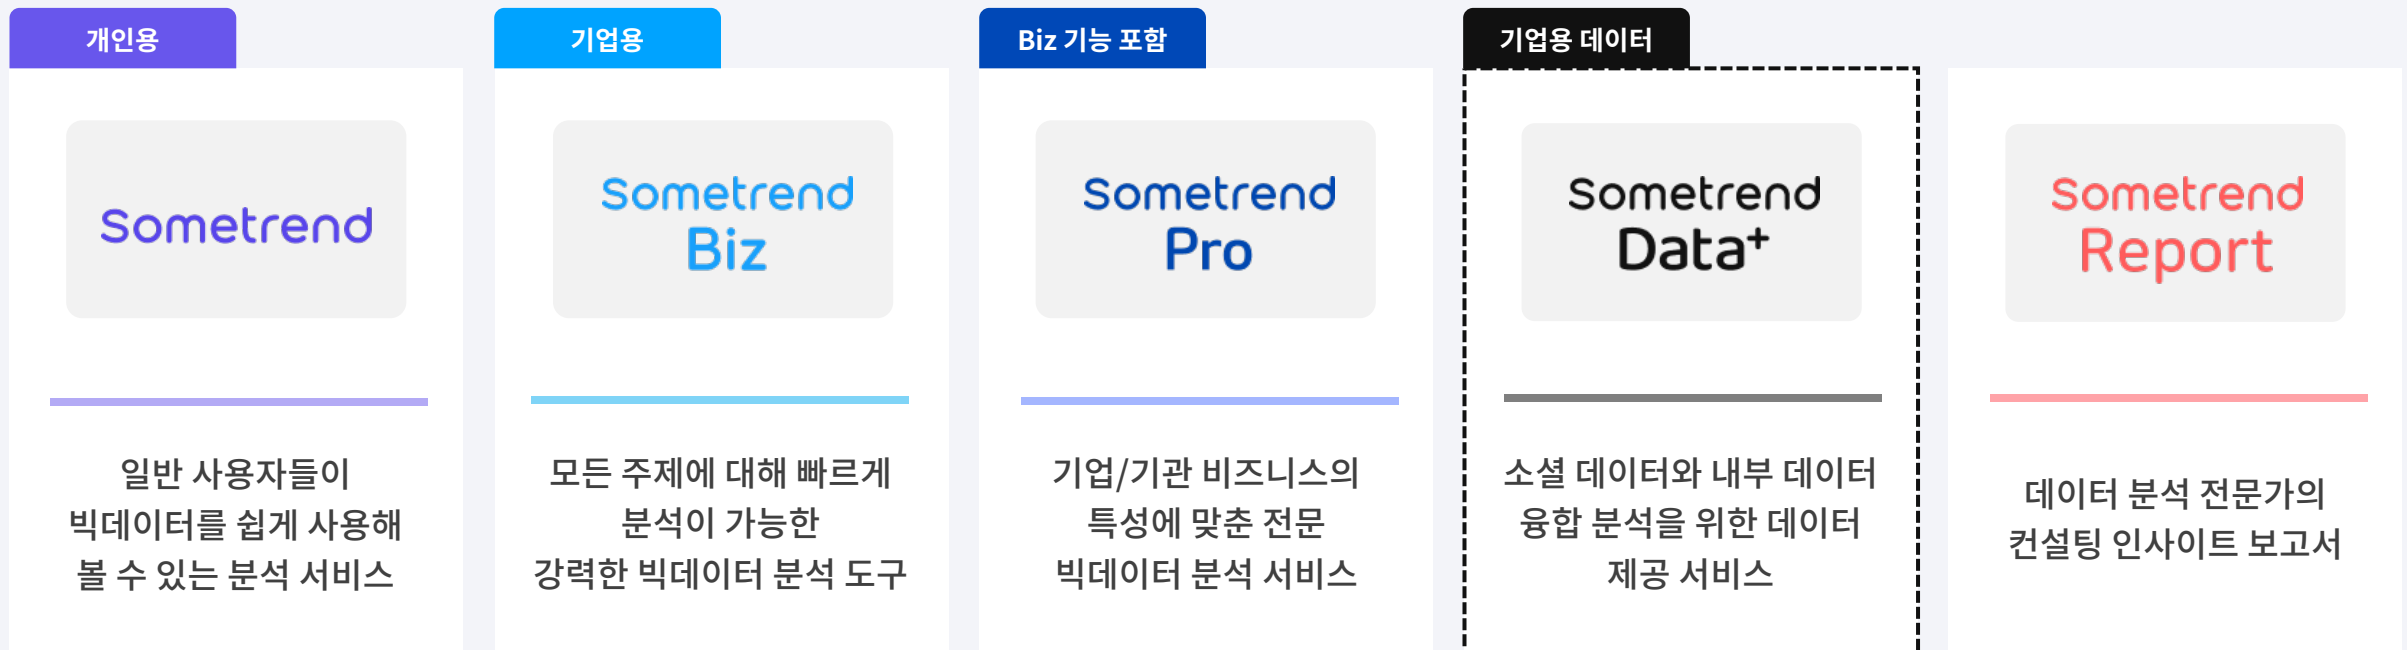 개인용
Sometrend
일반 사용자들이
빅데이터를 쉽게 사용해
볼 수 있는 분석 서비스
기업용
Sometrend
Biz
모든 주제에 대해 빠르게
분석이 가능한
강력한 빅데이터 분석 도구
Biz 기능 포함
Sometrend
Pro
기업/기관 비즈니스의
특성에 맞춘 전문
빅데이터 분석 서비스
기업용 데이터
Sometrend
Data+
소셜 데이터와 내부 데이터
융합 분석을 위한 데이터
제공 서비스
Sometrend
Report
데이터 분석 전문가의
컨설팅 인사이트 보고서